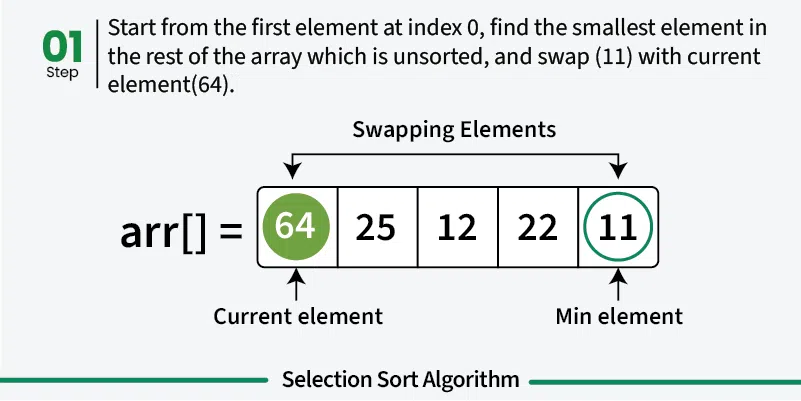 01
Step
Start from the first element at index 0, find the smallest element in
the rest of the array which is unsorted, and swap (11) with current
element(64).
Swapping Elements
arr[] = 64 25 12 22 11
Current element Min element
Selection Sort Algorithm